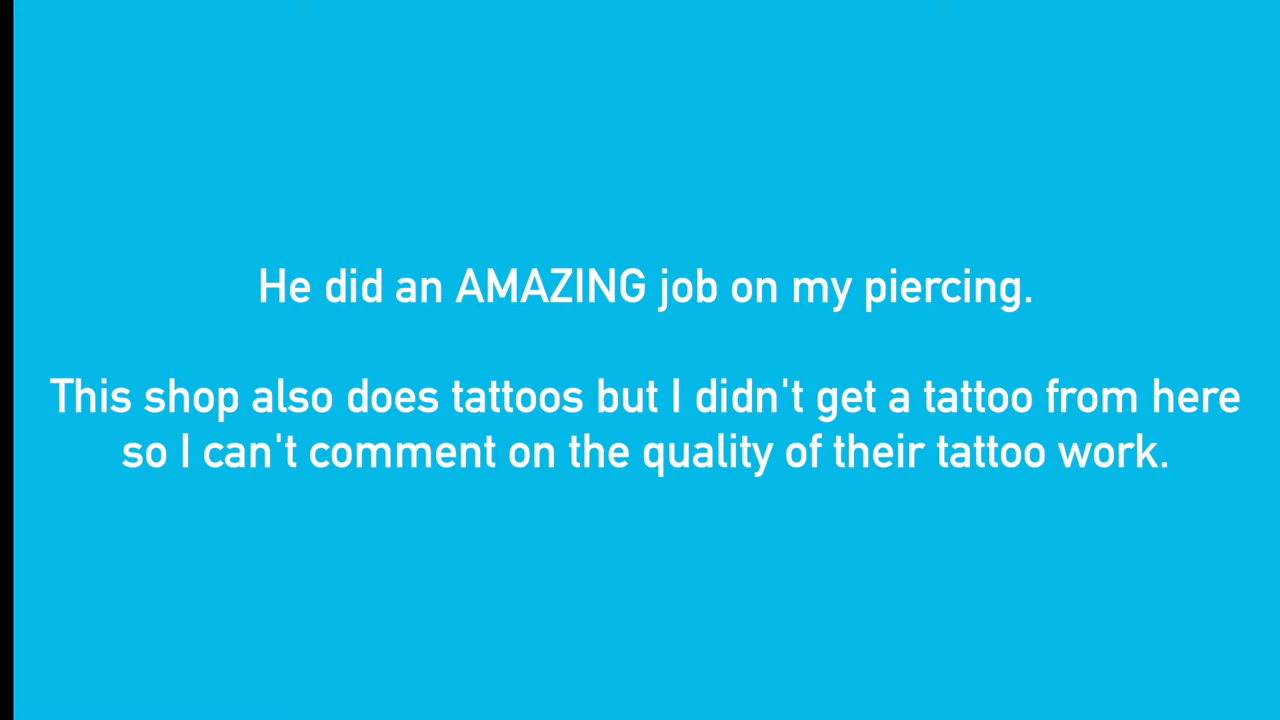 He did an AMAZING job on my piercing.
This shop also does tattoos but I didn't get a tattoo from here
so I can't comment on the quality of their tattoo work.